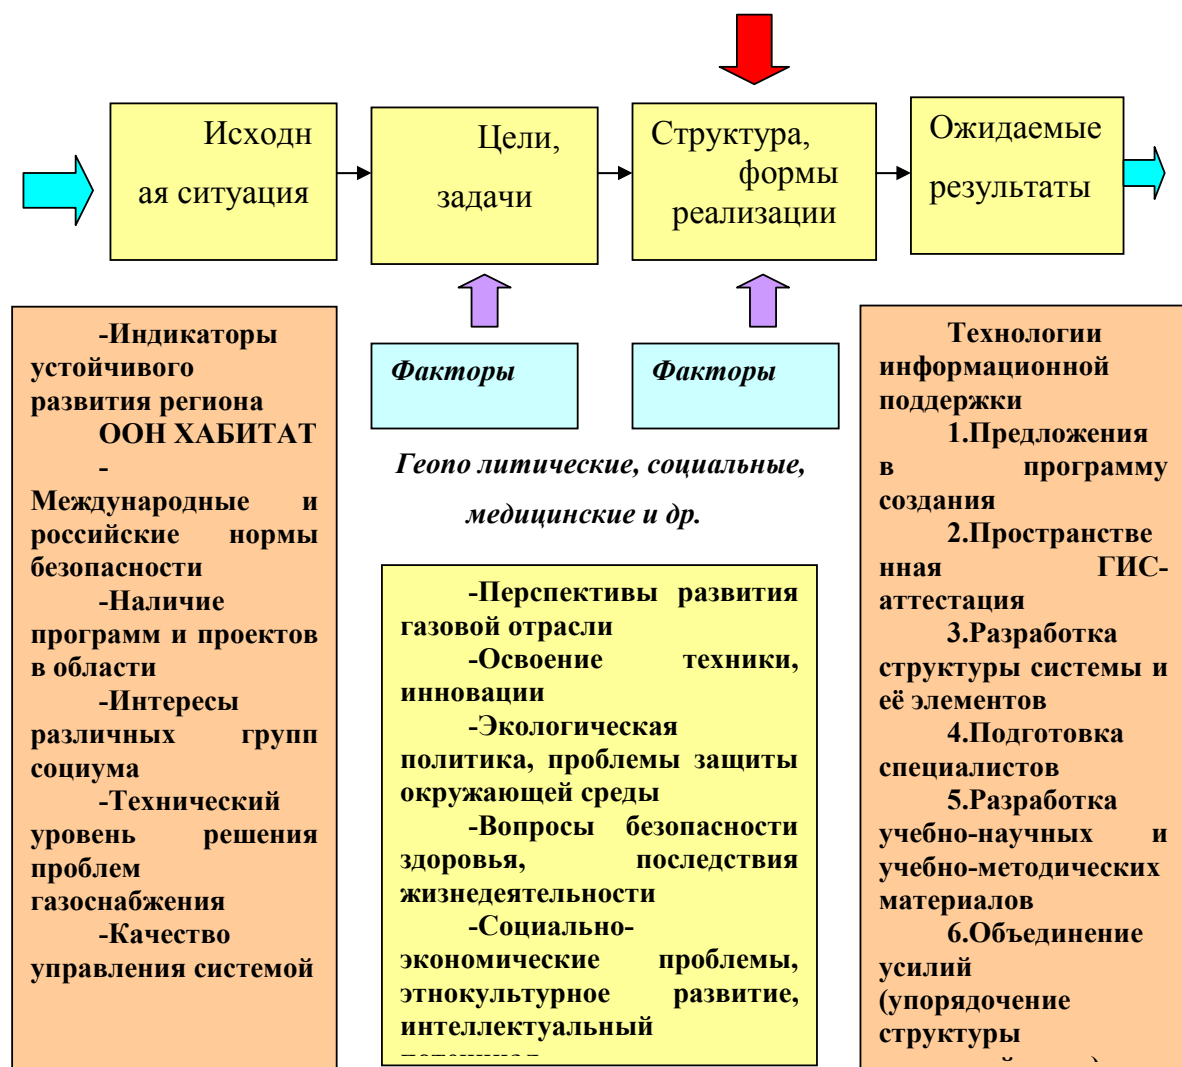 Исходн
ая ситуация
Цели,
задачи
Структура,
формы
реализации
Ожидаемые
результаты
-Индикаторы
устойчивого
развития региона
ООН ХАБИТАТ
-
Международные и
российские нормы
безопасности
-Наличие
программ и проектов
в области
-Интересы
различных групп
социума
-Технический
уровень решения
проблем
газоснабжения
-Качество
управления системой
Факторы
Факторы
Геопо литические, социальные,
медицинские и др.
-Перспективы развития
газовой отрасли
-Освоение техники,
инновации
-Экологическая
политика, проблемы защиты
окружающей среды
-Вопросы безопасности
здоровья, последствия
жизнедеятельности
-Социально-
экономические проблемы,
этнокультурное развитие,
интеллектуальный
Технологии
информационной
поддержки
1.Предложения
в программу
создания
2.Пространстве
нная ГИС-
аттестация
3.Разработка
структуры системы и
её элементов
4.Подготовка
специалистов
5.Разработка
учебно-научных и
учебно-методических
материалов
6.Объединение
усилий
(упорядочение
структуры